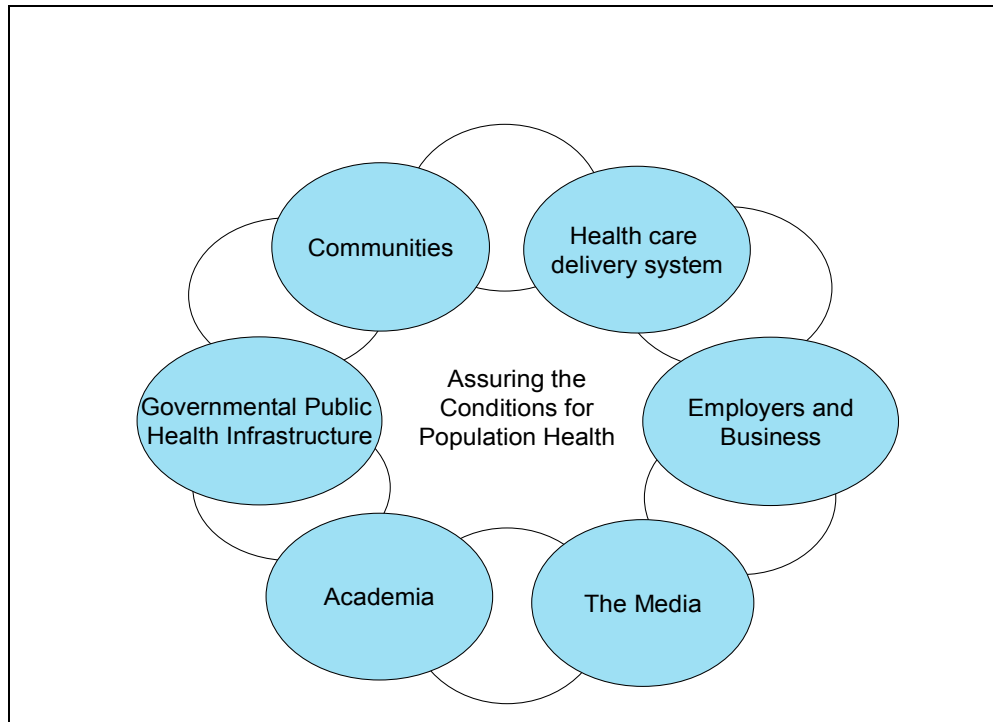 Communities
Health care
delivery system
Governmental Public
Health Infrastructure
Assuring the
Conditions for
Population Health
Employers and
Business
Academia
The Media